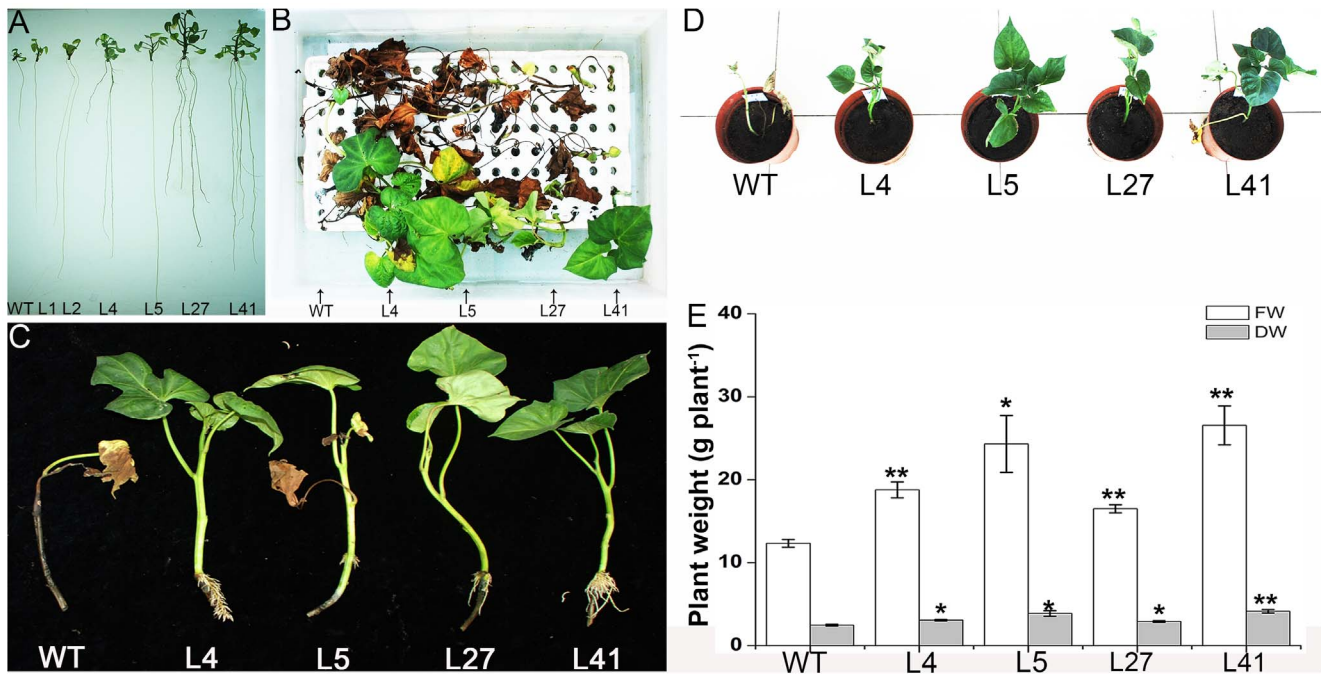 A
WT L1 L2 L4 L5 L27 L41
B
WT L4 L5 L27 L41
C
WT L4 L5 L27 L41
D
WT L4 L5 L27 L41
E
FW
DW
Plant weight (g plant⁻¹)
40
30
20
10
0
** * * * ** * ** **
WT L4 L5 L27 L41